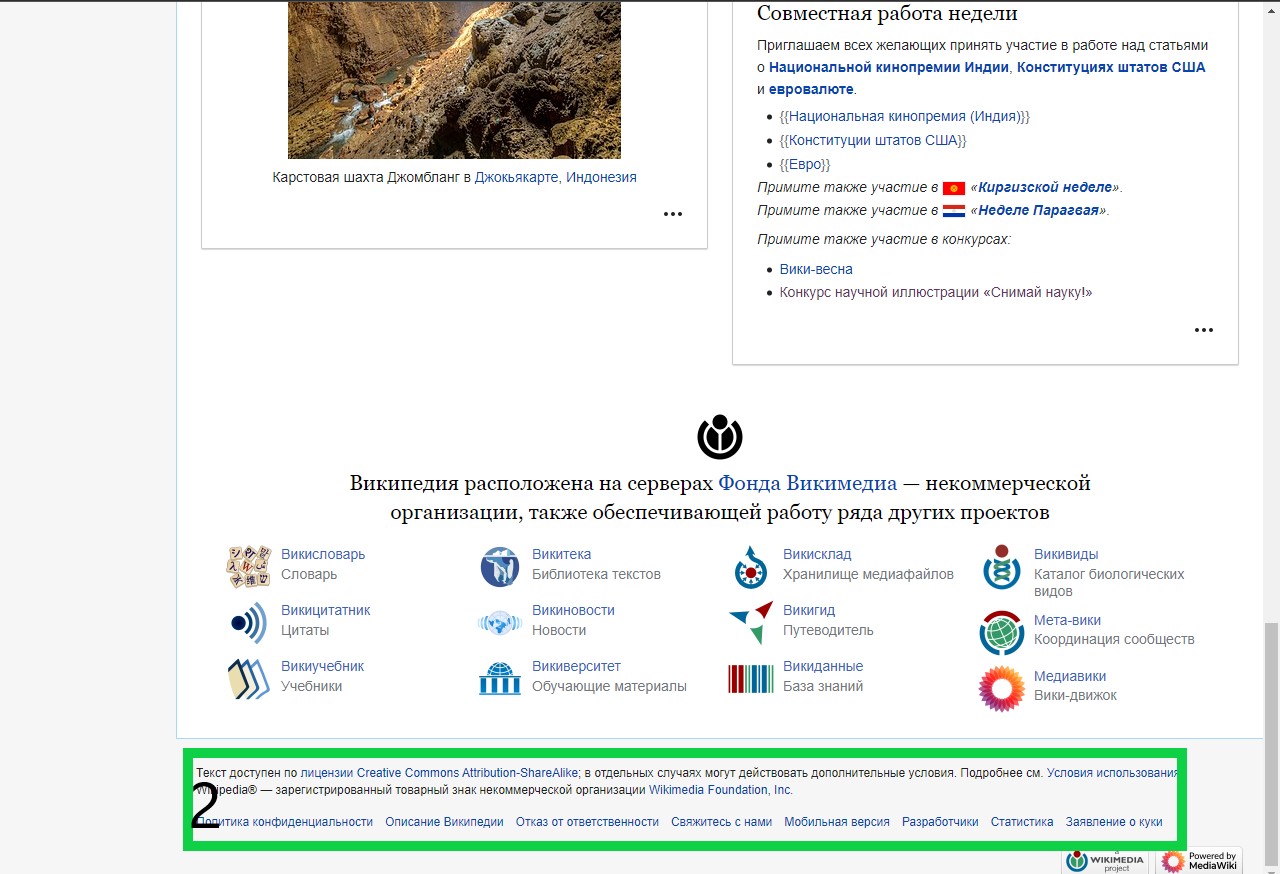 Карстовая шахта Джомбланг в Джокьякарте, Индонезия
Совместная работа недели
Приглашаем всех желающих принять участие в работе над статьями
о Национальной кинопремии Индии, Конституциях штатов США
и евровалюте.
{{Национальная кинопремия (Индия)}}
{{Конституции штатов США}}
{{Евро}}
Примите также участие в «Киргизской неделе».
Примите также участие в «Неделе Парагвая».
Примите также участие в конкурсах:
Вики-весна
Конкурс научной иллюстрации «Снимай науку!»
Википедия расположена на серверах Фонда Викимедиа — некоммерческой
организации, также обеспечивающей работу ряда других проектов
Викисловарь
Словарь
Викитека
Библиотека текстов
Викисклад
Хранилище медиафайлов
Викивиды
Каталог биологических
видов
Викицитатник
Цитаты
Викиновости
Новости
Викигид
Путеводитель
Мета-вики
Координация сообществ
Викиучебник
Учебники
Викиверситет
Обучающие материалы
Викиданные
База знаний
Медиавики
Вики-движок
Текст доступен по лицензии Creative Commons Attribution-ShareAlike; в отдельных случаях могут действовать дополнительные условия. Подробнее см. Условия использования
Wikipedia® — зарегистрированный товарный знак некоммерческой организации Wikimedia Foundation, Inc.
2
Политика конфиденциальности Описание Википедии Отказ от ответственности Свяжитесь с нами Мобильная версия Разработчики Статистика Заявление о куки
a
WIKIMEDIA
project
Powered by
MediaWiki